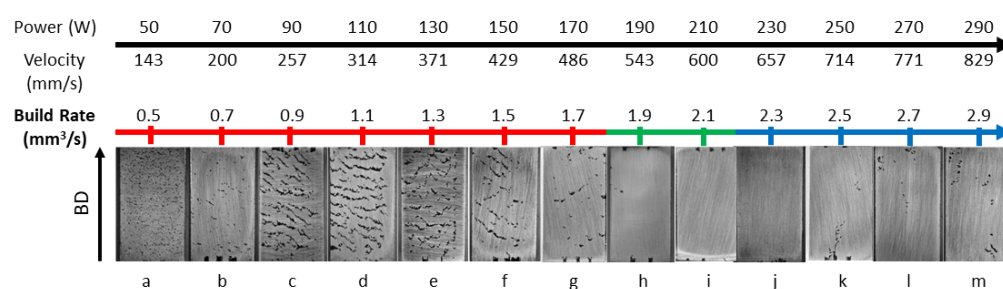 Power (W) 50 70 90 110 130 150 170 190 210 230 250 270 290
Velocity 143 200 257 314 371 429 486 543 600 657 714 771 829
(mm/s)
Build Rate 0.5 0.7 0.9 1.1 1.3 1.5 1.7 1.9 2.1 2.3 2.5 2.7 2.9
(mm³/s)
BD
a b c d e f g h i j k l m